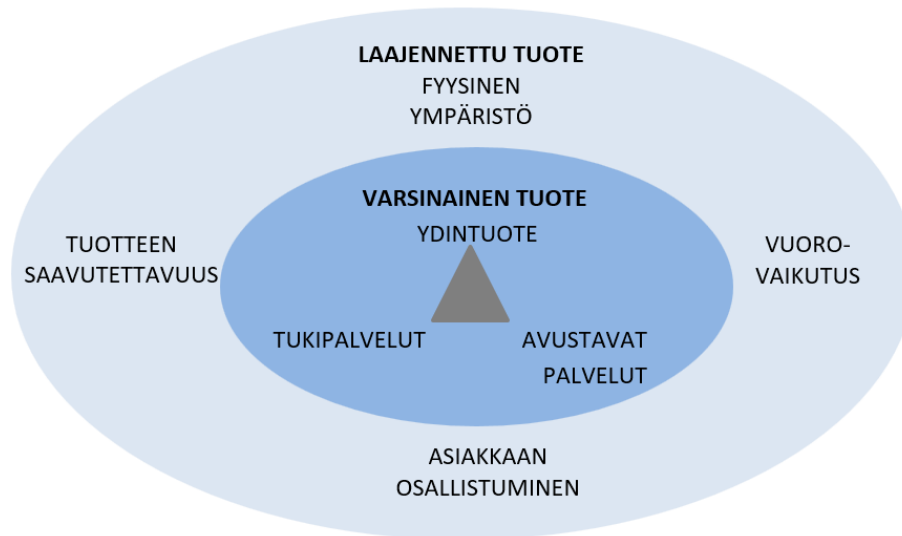 LAAJENNETTU TUOTE
FYYSINEN
YMPÄRISTÖ
VARSINAINEN TUOTE
YDINTUOTE
TUOTTEEN
SAAVUTETTAVUUS
VUORO-
VAIKUTUS
TUKIPALVELUT
AVUSTAVAT
PALVELUT
ASIAKKAAN
OSALLISTUMINEN